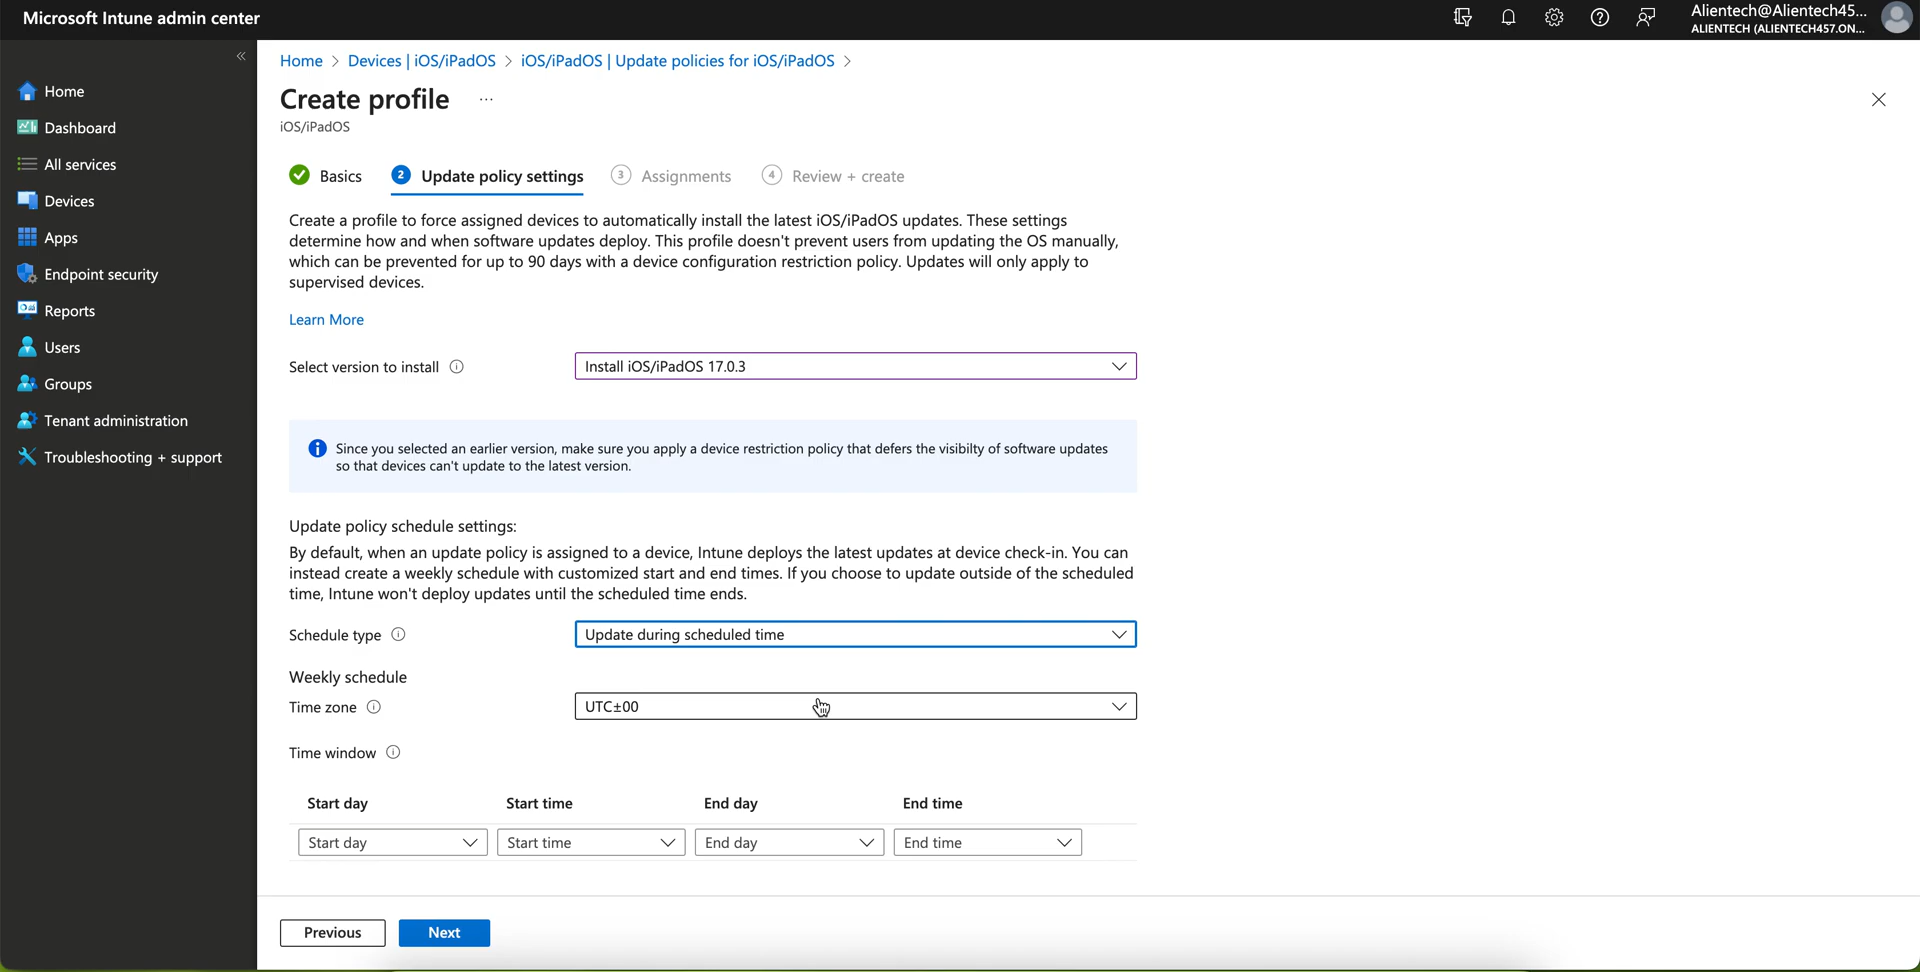 Microsoft Intune admin center
Alientech@Alientech45...
ALIENTECH (ALIENTECH457.ON...
«
Home
Dashboard
All services
Devices
Apps
Endpoint security
Reports
Users
Groups
Tenant administration
Troubleshooting + support
Home > Devices | iOS/iPadOS > iOS/iPadOS | Update policies for iOS/iPadOS >
Create profile ...
iOS/iPadOS
Basics
2 Update policy settings
3 Assignments
4 Review + create
Create a profile to force assigned devices to automatically install the latest iOS/iPadOS updates. These settings
determine how and when software updates deploy. This profile doesn't prevent users from updating the OS manually,
which can be prevented for up to 90 days with a device configuration restriction policy. Updates will only apply to
supervised devices.
Learn More
Select version to install
Install iOS/iPadOS 17.0.3
Since you selected an earlier version, make sure you apply a device restriction policy that defers the visibilty of software updates
so that devices can't update to the latest version.
Update policy schedule settings:
By default, when an update policy is assigned to a device, Intune deploys the latest updates at device check-in. You can
instead create a weekly schedule with customized start and end times. If you choose to update outside of the scheduled
time, Intune won't deploy updates until the scheduled time ends.
Schedule type
Update during scheduled time
Weekly schedule
Time zone
UTC±00
Time window
Start day Start time End day End time
Start day Start time End day End time
Previous
Next